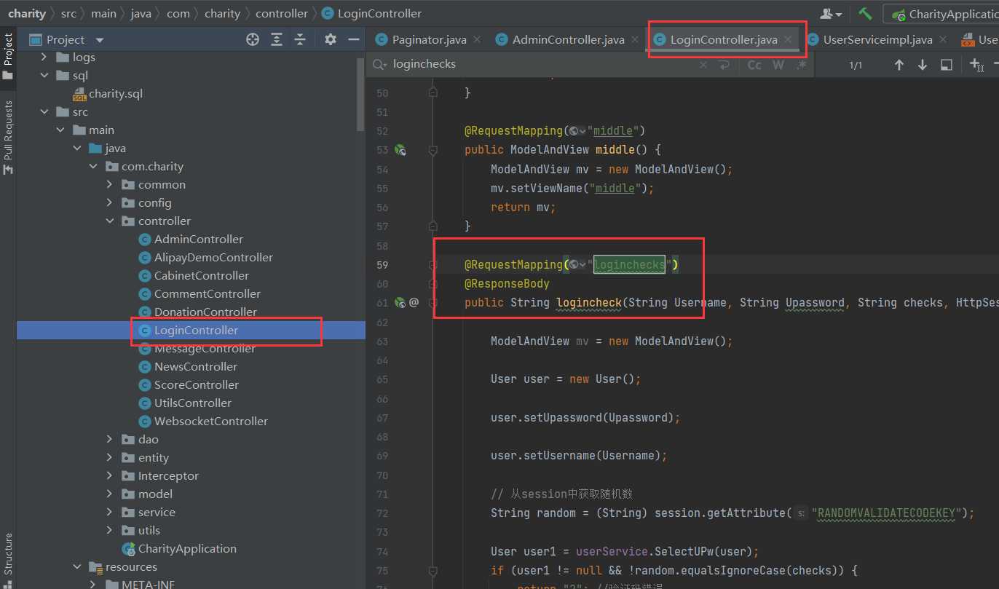 charity 〉 src 〉 main 〉 java 〉 com 〉 charity 〉 controller 〉 LoginController
CharityApplicatio
Project
Paginator.java
AdminController.java
LoginController.java
UserServiceimpl.java
Use
loginchecks
Cc W .*
1/1
Project
Pull Requests
Structure
logs
sql
charity.sql
src
main
java
com.charity
common
config
controller
AdminController
AlipayDemoController
CabinetController
CommentController
DonationController
LoginController
MessageController
NewsController
ScoreController
UtilsController
WebsocketController
dao
entity
Interceptor
model
service
utils
CharityApplication
resources
META-INF
50 }
51
52 @RequestMapping("middle")
53 public ModelAndView middle() {
54 ModelAndView mv = new ModelAndView();
55 mv.setViewName("middle");
56 return mv;
57 }
58
59 @RequestMapping("loginchecks")
60 @ResponseBody
61 @ public String logincheck(String Username, String Upassword, String checks, HttpSes
62
63 ModelAndView mv = new ModelAndView();
64
65 User user = new User();
66
67 user.setUpassword(Upassword);
68
69 user.setUsername(Username);
70
71 // 从session中获取随机数
72 String random = (String) session.getAttribute( s: "RANDOMVALIDATECODEKEY");
73
74 User user1 = userService.SelectUPw(user);
75 if (user1 != null && !random.equalsIgnoreCase(checks)) {
76 return "2"; //验证码错误